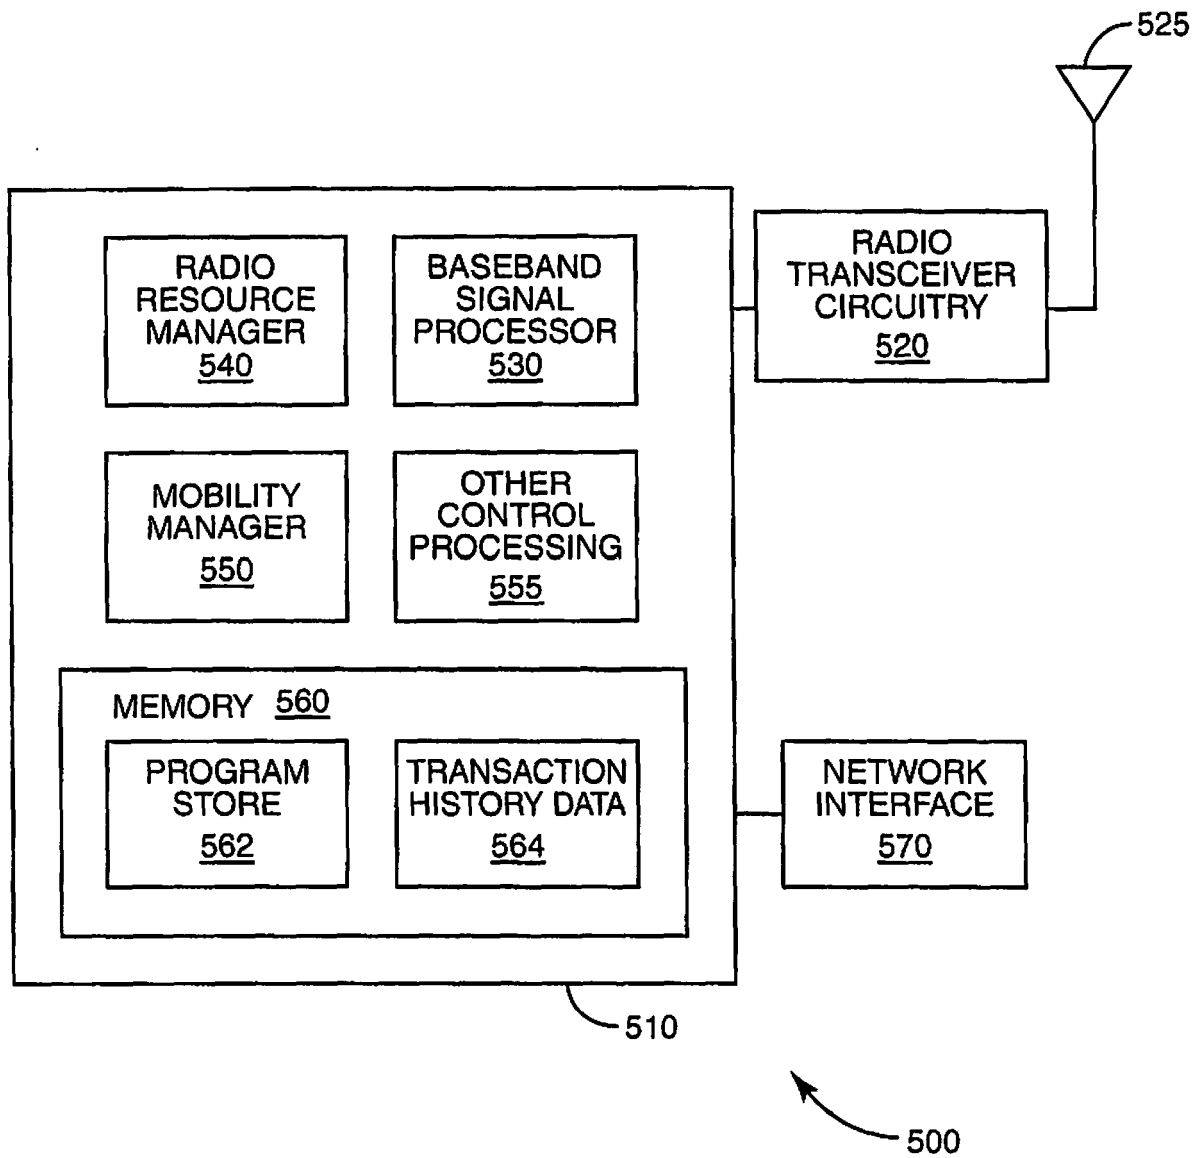 525
RADIO
RESOURCE
MANAGER
540
BASEBAND
SIGNAL
PROCESSOR
530
RADIO
TRANSCEIVER
CIRCUITRY
520
MOBILITY
MANAGER
550
OTHER
CONTROL
PROCESSING
555
MEMORY 560
PROGRAM
STORE
562
TRANSACTION
HISTORY DATA
564
NETWORK
INTERFACE
570
510
500